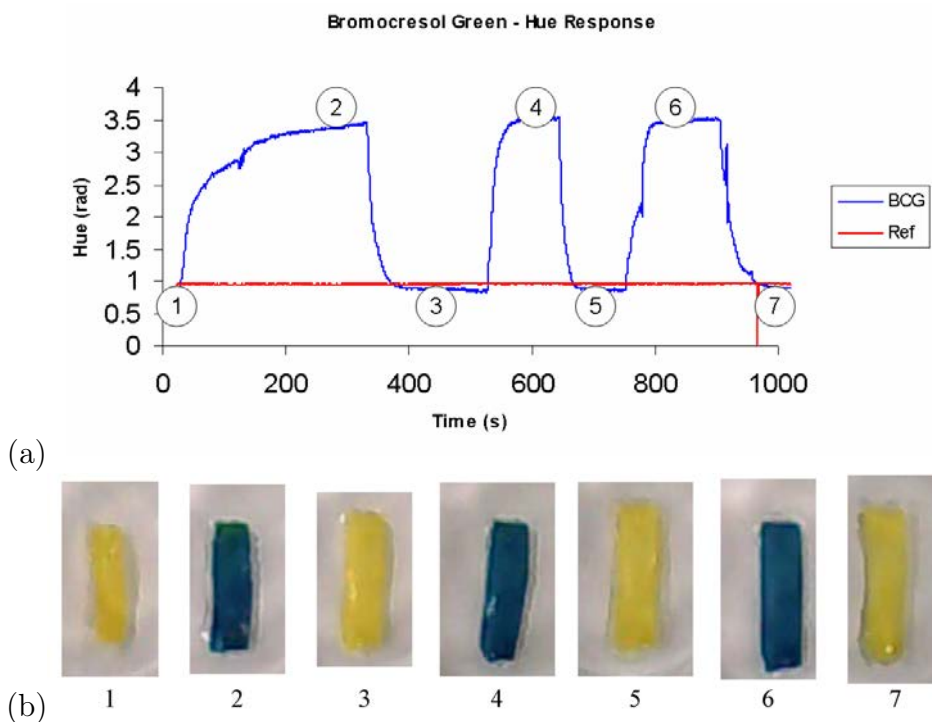 Bromocresol Green - Hue Response
4
3.5
3
2.5
2
1.5
1
0.5
0
Hue (rad)
0 200 400 600 800 1000
Time (s)
1 2 3 4 5 6 7
BCG
Ref
(a)
1 2 3 4 5 6 7
(b)